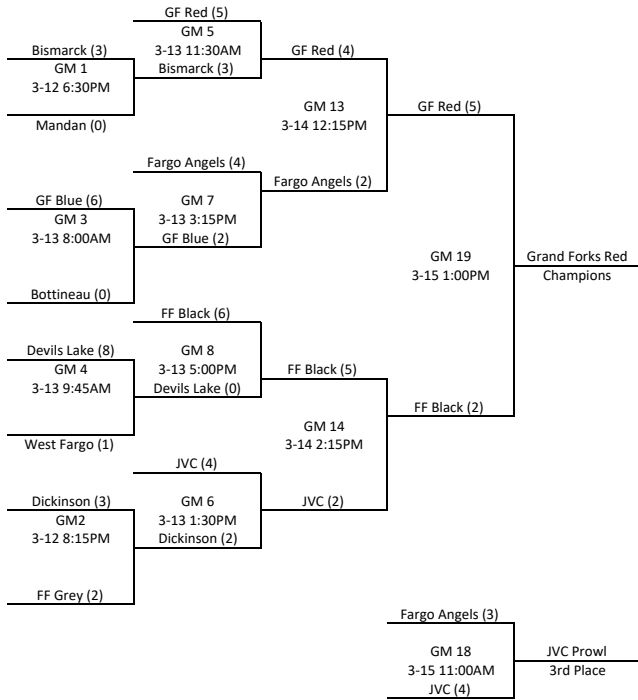 GF Red (5)
GM 5
3-13 11:30AM
Bismarck (3)
GF Red (4)
Bismarck (3)
GM 1
3-12 6:30PM
Mandan (0)
GM 13
3-14 12:15PM
GF Red (5)
Fargo Angels (4)
GM 7
3-13 3:15PM
GF Blue (2)
Fargo Angels (2)
GF Blue (6)
GM 3
3-13 8:00AM
Bottineau (0)
GM 19
3-15 1:00PM
Grand Forks Red
Champions
FF Black (6)
GM 8
3-13 5:00PM
Devils Lake (0)
Devils Lake (8)
GM 4
3-13 9:45AM
West Fargo (1)
FF Black (5)
GM 14
3-14 2:15PM
FF Black (2)
JVC (4)
GM 6
3-13 1:30PM
Dickinson (2)
JVC (2)
Dickinson (3)
GM2
3-12 8:15PM
FF Grey (2)
Fargo Angels (3)
GM 18
3-15 11:00AM
JVC (4)
JVC Prowl
3rd Place